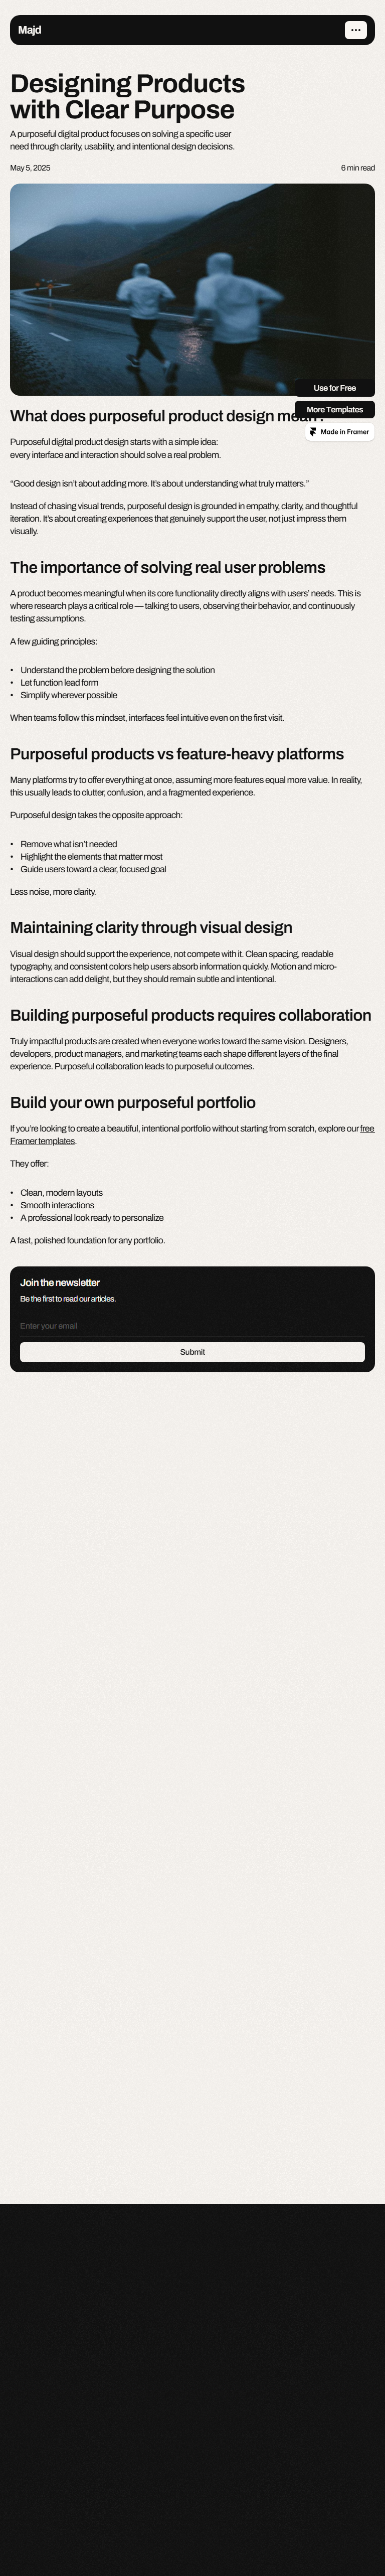 Majd
Designing Products
with Clear Purpose
A purposeful digital product focuses on solving a specific user
need through clarity, usability, and intentional design decisions.
May 5, 2025
6 min read
Use for Free
What does purposeful product design mean?
More Templates
Made in Framer
Purposeful digital product design starts with a simple idea:
every interface and interaction should solve a real problem.
“Good design isn’t about adding more. It’s about understanding what truly matters.”
Instead of chasing visual trends, purposeful design is grounded in empathy, clarity, and thoughtful
iteration. It’s about creating experiences that genuinely support the user, not just impress them
visually.
The importance of solving real user problems
A product becomes meaningful when its core functionality directly aligns with users’ needs. This is
where research plays a critical role — talking to users, observing their behavior, and continuously
testing assumptions.
A few guiding principles:
• Understand the problem before designing the solution
• Let function lead form
• Simplify wherever possible
When teams follow this mindset, interfaces feel intuitive even on the first visit.
Purposeful products vs feature-heavy platforms
Many platforms try to offer everything at once, assuming more features equal more value. In reality,
this usually leads to clutter, confusion, and a fragmented experience.
Purposeful design takes the opposite approach:
• Remove what isn’t needed
• Highlight the elements that matter most
• Guide users toward a clear, focused goal
Less noise, more clarity.
Maintaining clarity through visual design
Visual design should support the experience, not compete with it. Clean spacing, readable
typography, and consistent colors help users absorb information quickly. Motion and micro-
interactions can add delight, but they should remain subtle and intentional.
Building purposeful products requires collaboration
Truly impactful products are created when everyone works toward the same vision. Designers,
developers, product managers, and marketing teams each shape different layers of the final
experience. Purposeful collaboration leads to purposeful outcomes.
Build your own purposeful portfolio
If you’re looking to create a beautiful, intentional portfolio without starting from scratch, explore our free
Framer templates.
They offer:
• Clean, modern layouts
• Smooth interactions
• A professional look ready to personalize
A fast, polished foundation for any portfolio.
Join the newsletter
Be the first to read our articles.
Enter your email
Submit